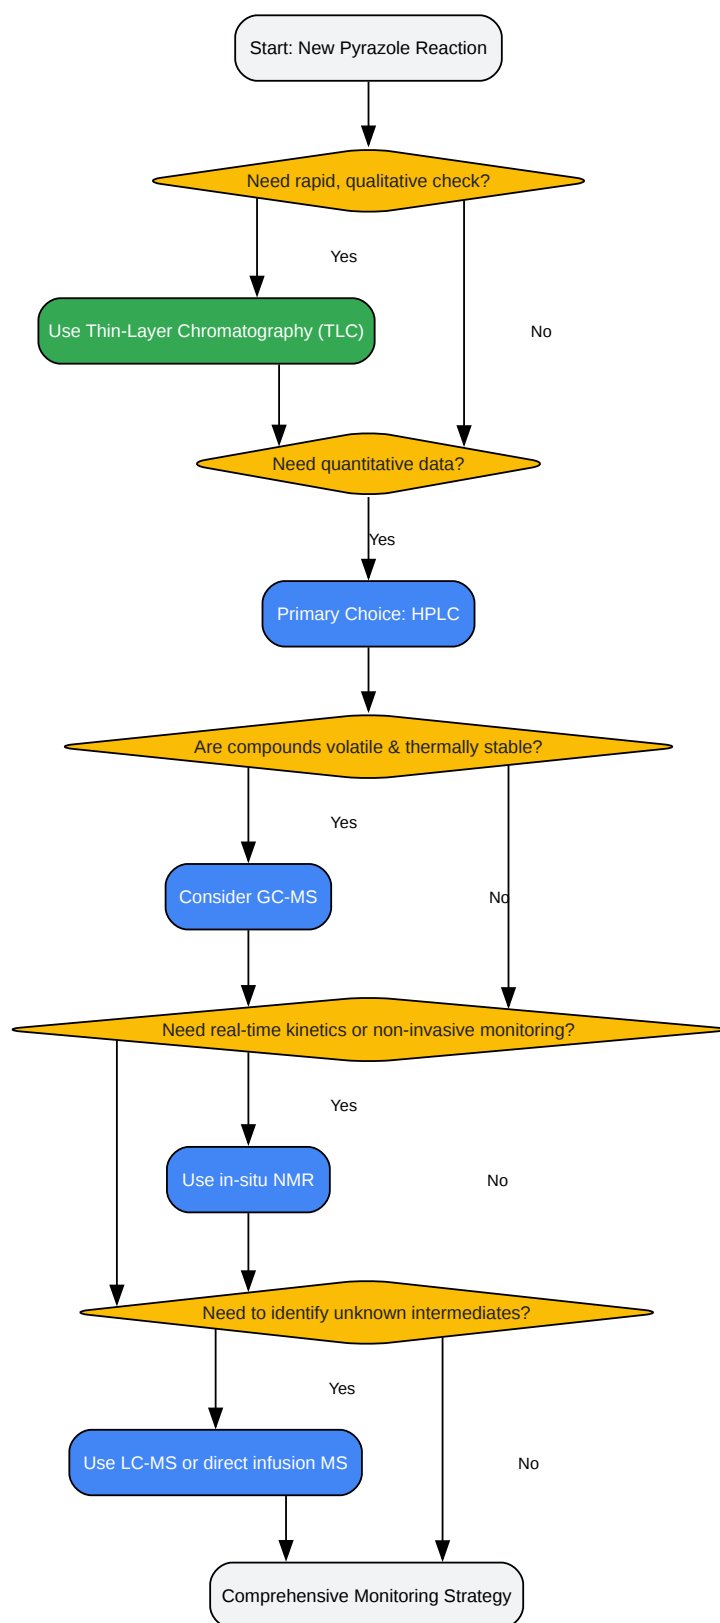 Start: New Pyrazole Reaction
Need rapid, qualitative check?
Yes
Use Thin-Layer Chromatography (TLC)
No
Need quantitative data?
Yes
Primary Choice: HPLC
Are compounds volatile & thermally stable?
Yes
Consider GC-MS
No
Need real-time kinetics or non-invasive monitoring?
Yes
Use in-situ NMR
No
Need to identify unknown intermediates?
Yes
Use LC-MS or direct infusion MS
No
Comprehensive Monitoring Strategy